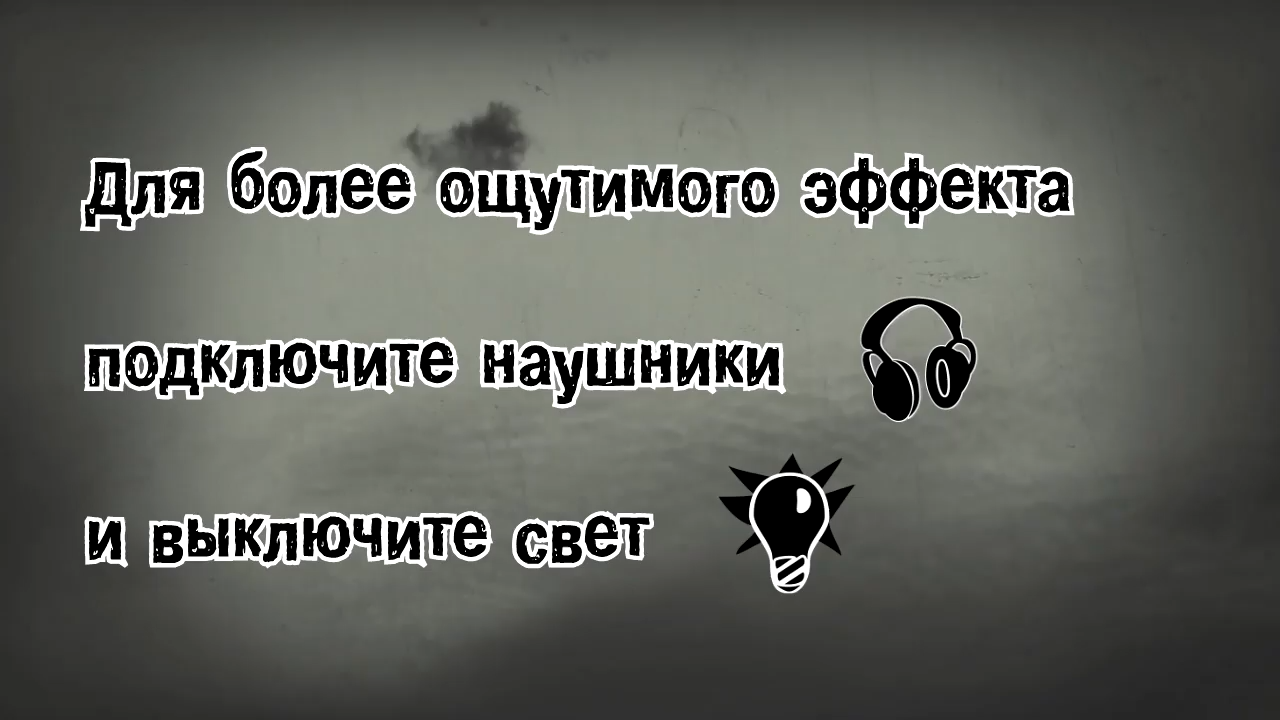 Для более ощутимого эффекта
подключите наушники
и выключите свет